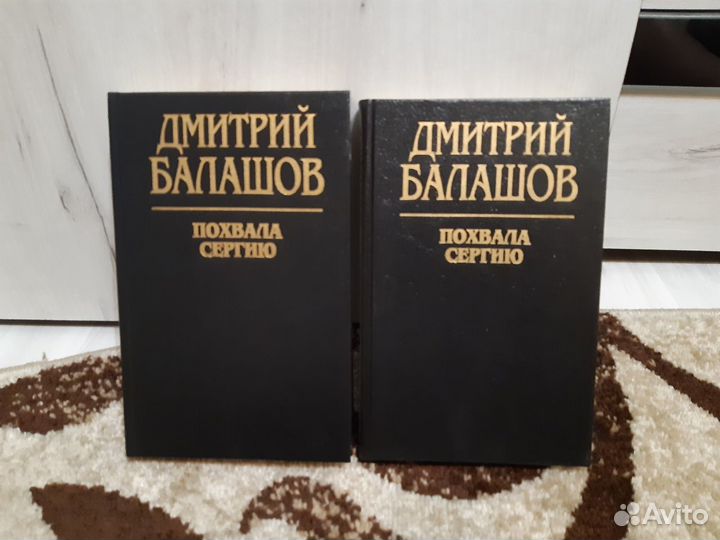 ДМИТРИЙ
БАЛАШОВ
ПОХВАЛА
СЕРГИЮ
ДМИТРИЙ
БАЛАШОВ
ПОХВАЛА
СЕРГИЮ
Avito